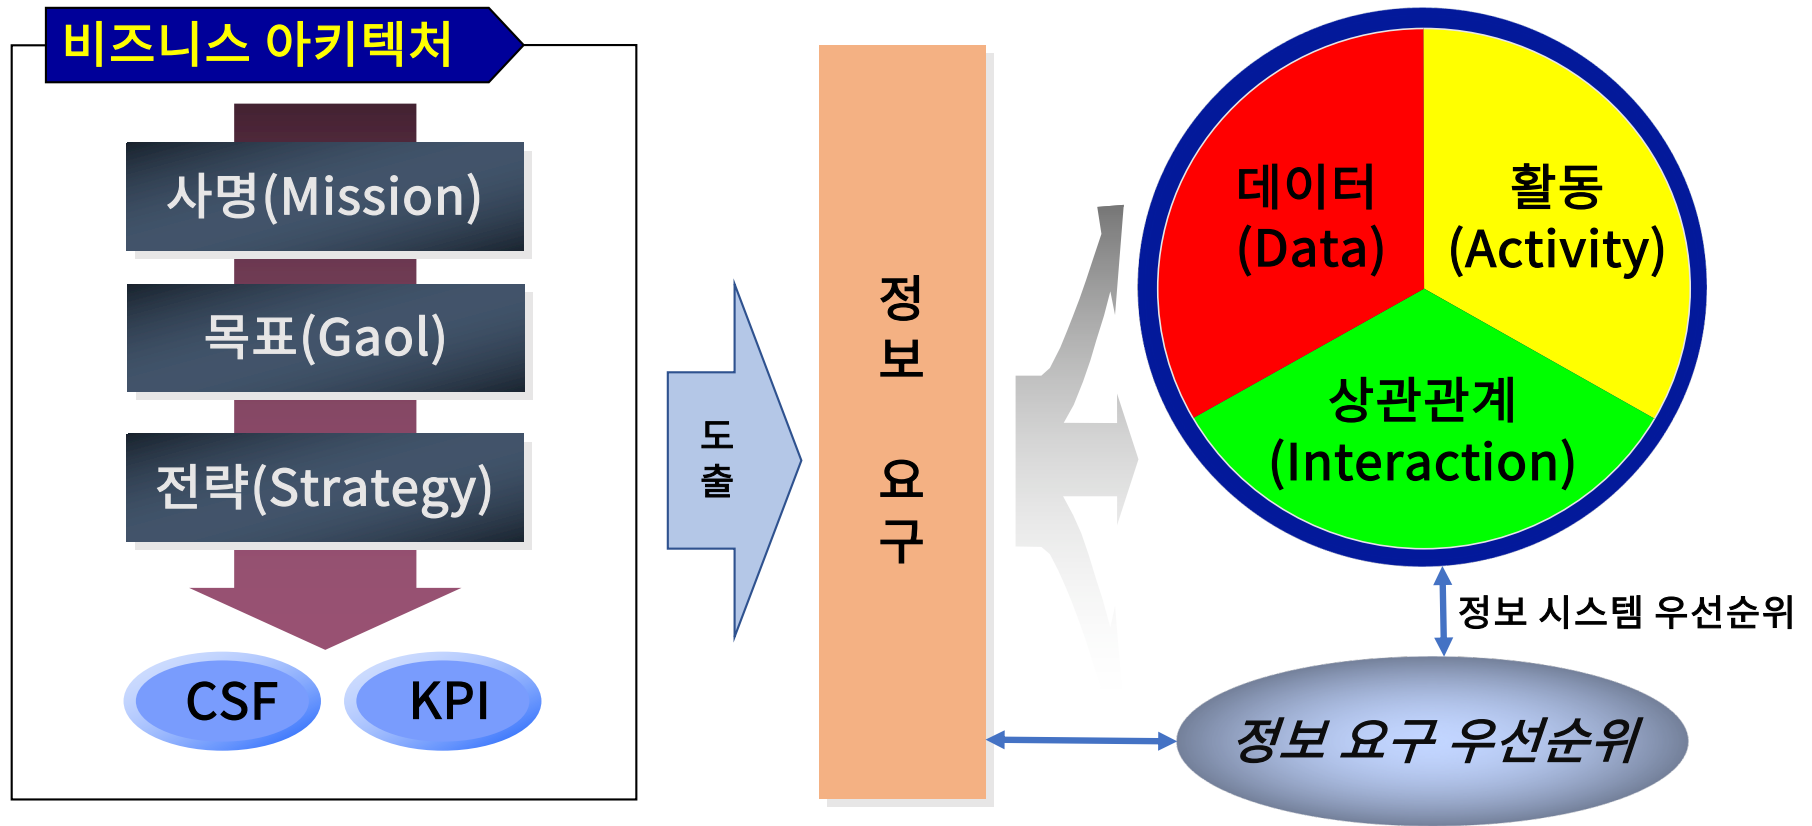 비즈니스 아키텍처
사명(Mission)
목표(Gaol)
전략(Strategy)
CSF
KPI
도
출
정
보
요
구
데이터
(Data)
활동
(Activity)
상관관계
(Interaction)
정보 시스템 우선순위
정보 요구 우선순위